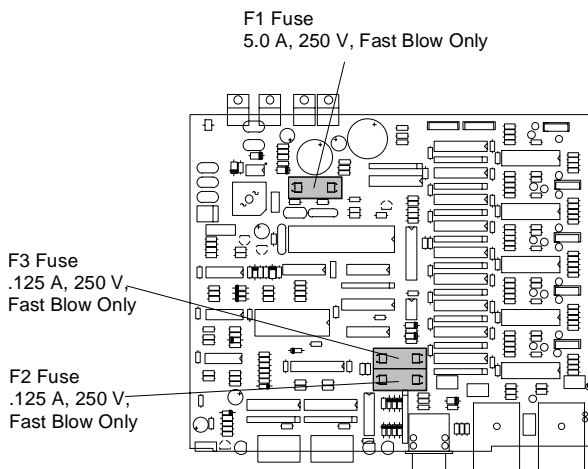 F1 Fuse
5.0 A, 250 V, Fast Blow Only
F3 Fuse
.125 A, 250 V,
Fast Blow Only
F2 Fuse
.125 A, 250 V,
Fast Blow Only